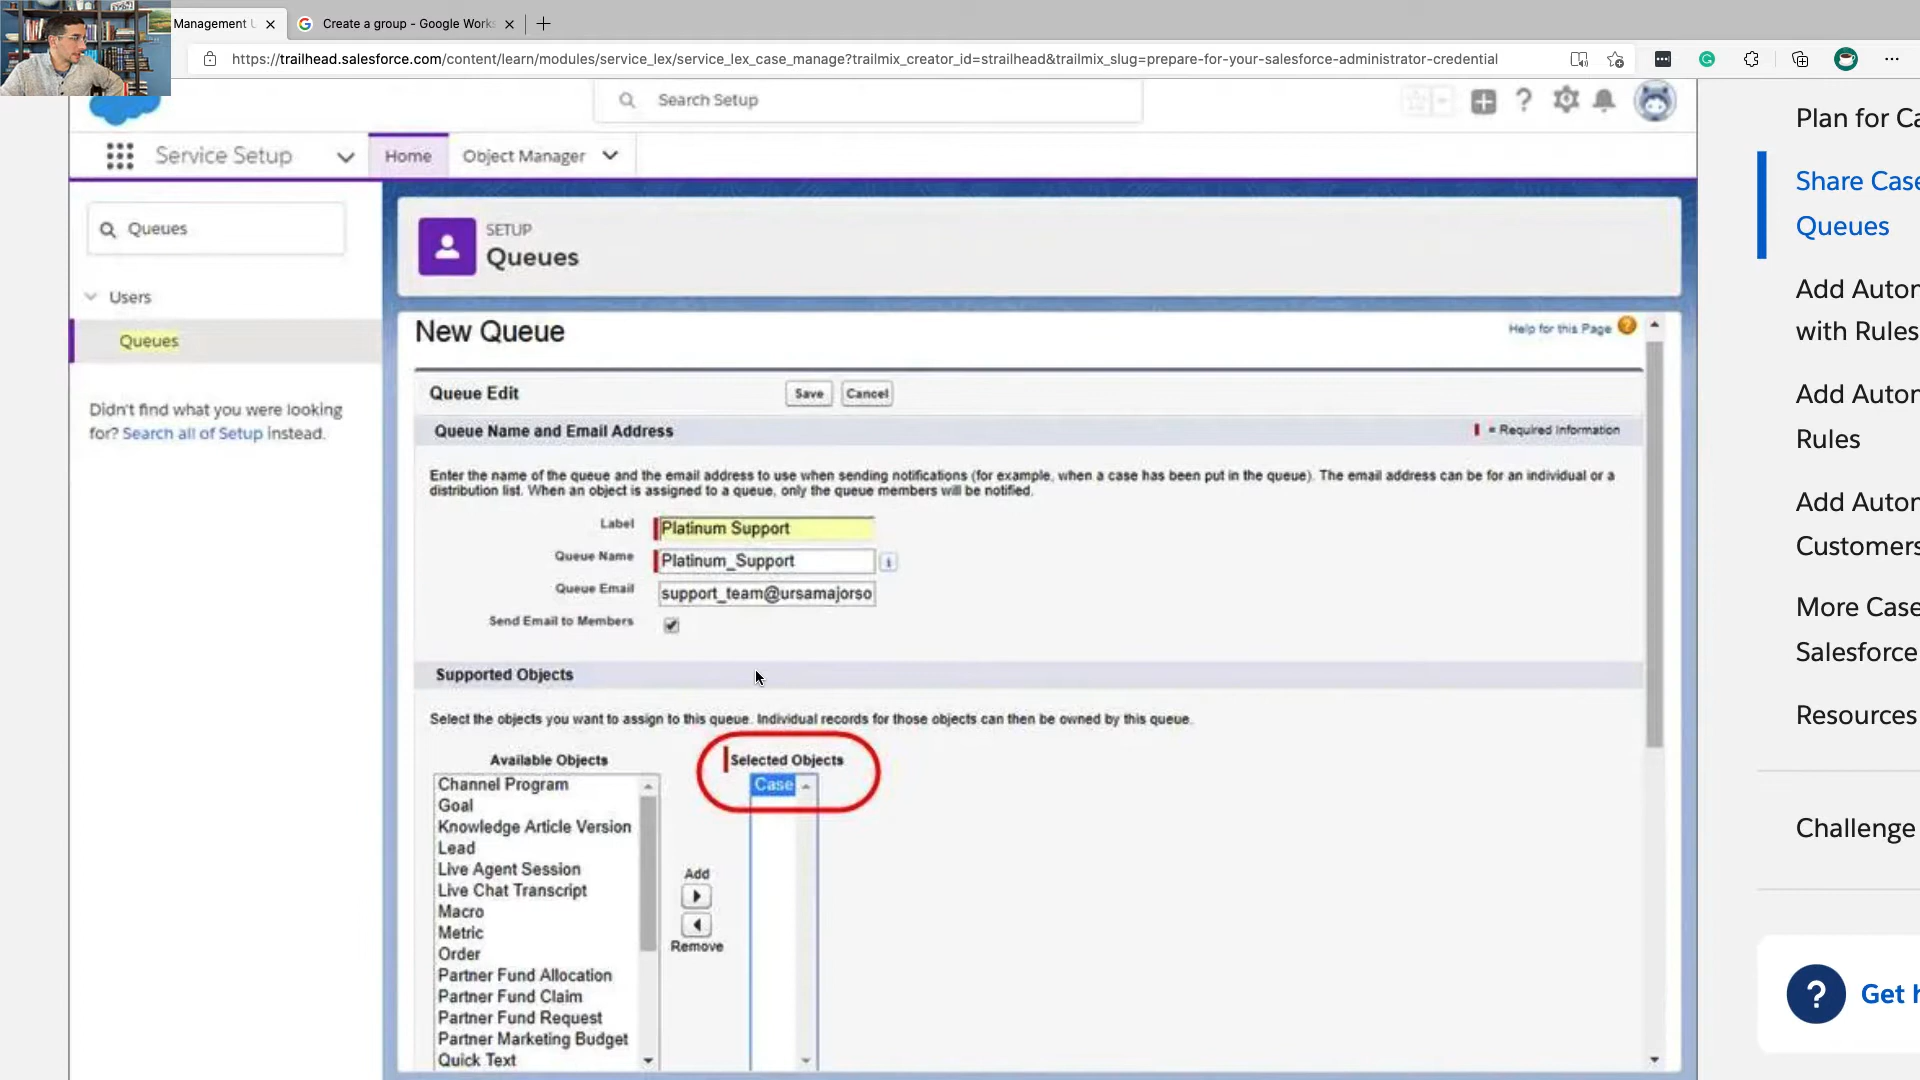 Management
Create a group - Google Work
https://trailhead.salesforce.com/content/learn/modules/service_lex/service_lex_case_manage?trailmix_creator_id=strailhead&trailmix_slug=prepare-for-your-salesforce-administrator-credential
Search Setup
Service Setup
Home
Object Manager
Queues
Users
Queues
Didn't find what you were looking
for? Search all of Setup instead.
SETUP
Queues
New Queue
Help for this Page
Queue Edit
Save
Cancel
Queue Name and Email Address
= Required Information
Enter the name of the queue and the email address to use when sending notifications (for example, when a case has been put in the queue). The email address can be for an individual or a
distribution list. When an object is assigned to a queue, only the queue members will be notified.
Label
Platinum Support
Queue Name
Platinum_Support
Queue Email
support_team@ursamajorso
Send Email to Members
Supported Objects
Select the objects you want to assign to this queue. Individual records for those objects can then be owned by this queue.
Available Objects
Channel Program
Goal
Knowledge Article Version
Lead
Live Agent Session
Live Chat Transcript
Macro
Metric
Order
Partner Fund Allocation
Partner Fund Claim
Partner Fund Request
Partner Marketing Budget
Quick Text
Add
Remove
Selected Objects
Case
Plan for Ca
Share Case
Queues
Add Auto
with Rules
Add Auto
Rules
Add Auto
Customers
More Case
Salesforce
Resources
Challenge
Get